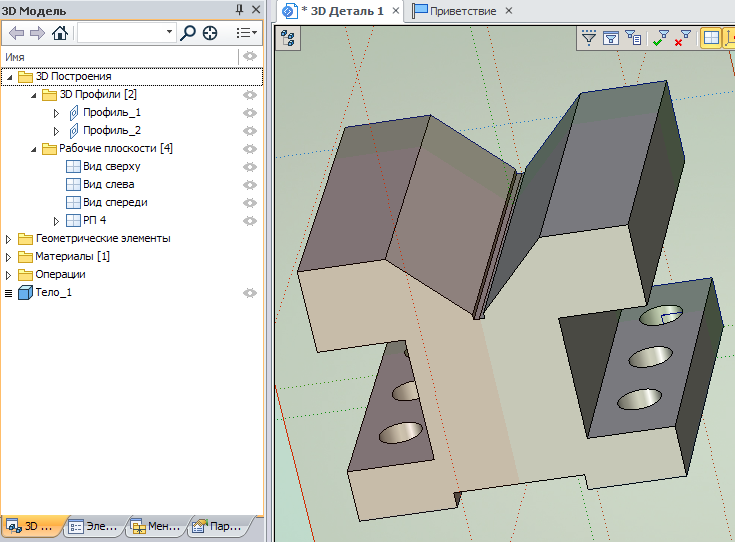 3D Модель
* 3D Деталь 1
Приветствие
Имя
3D Построения
3D Профили [2]
Профиль_1
Профиль_2
Рабочие плоскости [4]
Вид сверху
Вид слева
Вид спереди
РП 4
Геометрические элементы
Материалы [1]
Операции
Тело_1
3D ...
Эле...
Мен...
Пар...